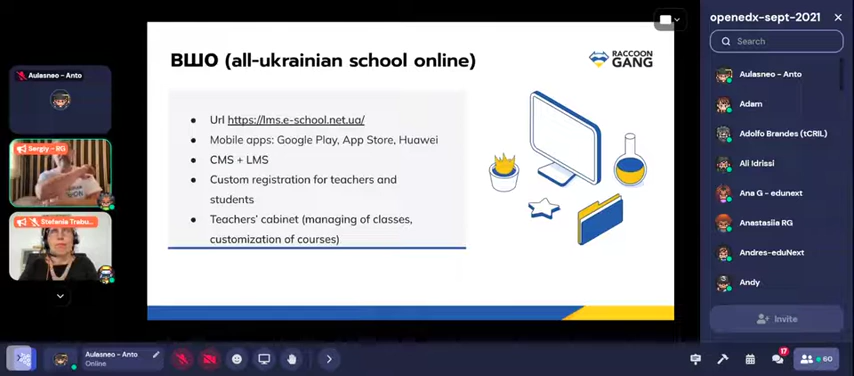 openedx-sept-2021
Search
Aulasneo - Anto
Adam
Adolfo Brandes (tCRIL)
Ali Idrissi
Ana G - edunext
Anastasiia RG
Andres-eduNext
Andy
Invite
Aulasneo - Anto
Sergiy - RG
Stefania Trabu...
ВШО (all-ukrainian school online)
RACCOON
GANG
Url https://lms.e-school.net.ua/
Mobile apps: Google Play, App Store, Huawei
CMS + LMS
Custom registration for teachers and
students
Teachers' cabinet (managing of classes,
customization of courses)
Aulasneo - Anto
Online
17
60